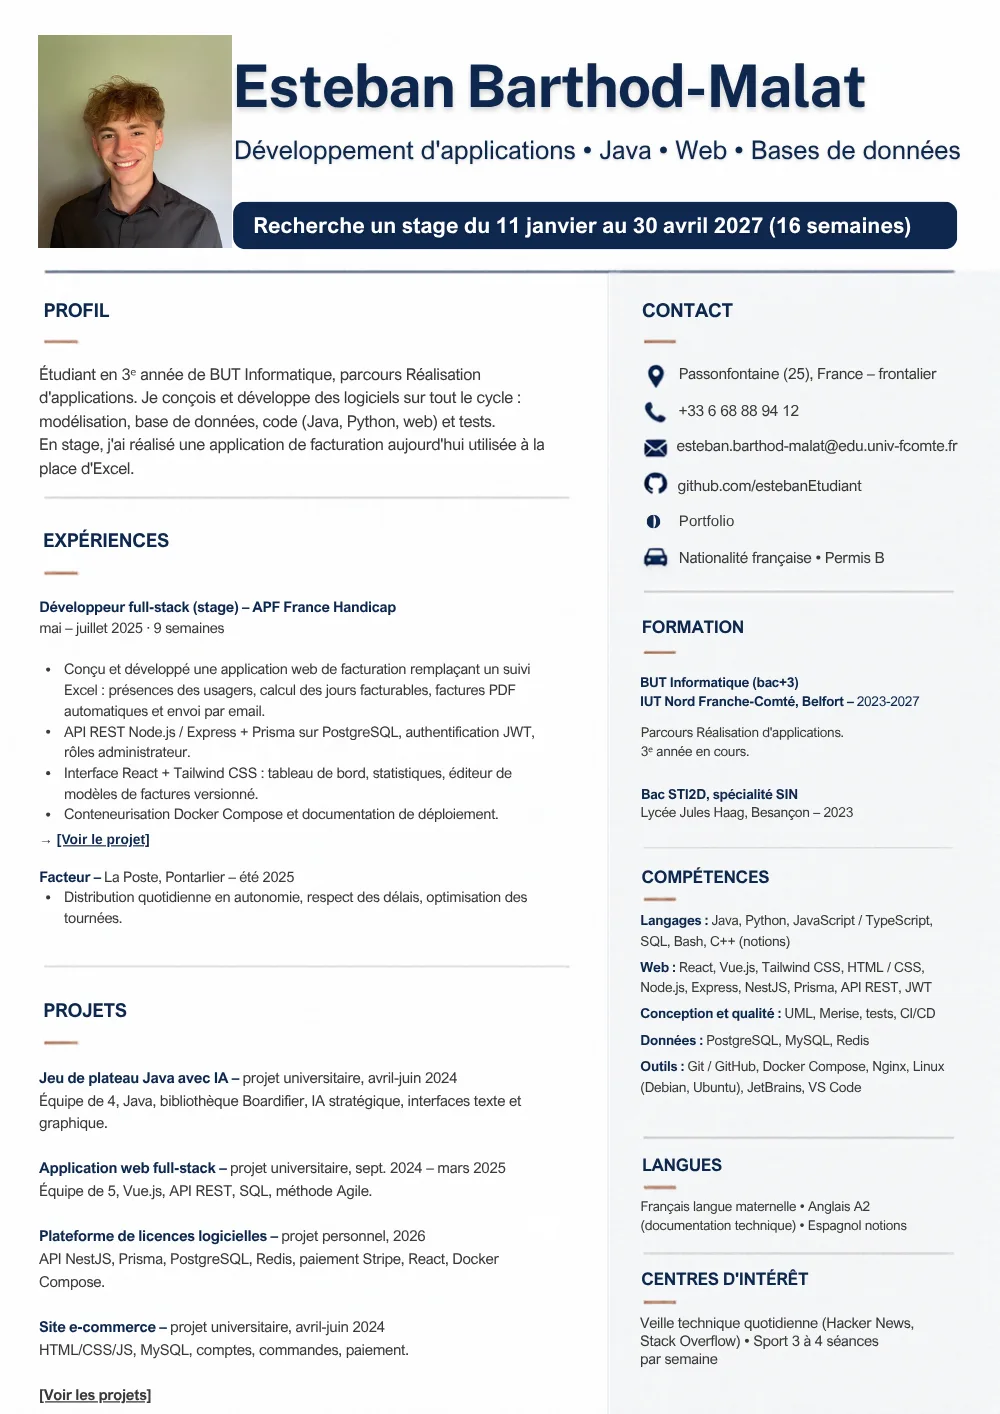 Esteban Barthod-Malat
Développement d'applications • Java • Web • Bases de données
Recherche un stage du 11 janvier au 30 avril 2027 (16 semaines)
PROFIL
Étudiant en 3ᵉ année de BUT Informatique, parcours Réalisation
d'applications. Je conçois et développe des logiciels sur tout le cycle :
modélisation, base de données, code (Java, Python, web) et tests.
En stage, j'ai réalisé une application de facturation aujourd'hui utilisée à la
place d'Excel.
EXPÉRIENCES
Développeur full-stack (stage) – APF France Handicap
mai – juillet 2025 · 9 semaines
• Conçu et développé une application web de facturation remplaçant un suivi
Excel : présences des usagers, calcul des jours facturables, factures PDF
automatiques et envoi par email.
• API REST Node.js / Express + Prisma sur PostgreSQL, authentification JWT,
rôles administrateur.
• Interface React + Tailwind CSS : tableau de bord, statistiques, éditeur de
modèles de factures versionné.
• Conteneurisation Docker Compose et documentation de déploiement.
→ [Voir le projet]
Facteur – La Poste, Pontarlier – été 2025
• Distribution quotidienne en autonomie, respect des délais, optimisation des
tournées.
PROJETS
Jeu de plateau Java avec IA – projet universitaire, avril-juin 2024
Équipe de 4, Java, bibliothèque Boardifier, IA stratégique, interfaces texte et
graphique.
Application web full-stack – projet universitaire, sept. 2024 – mars 2025
Équipe de 5, Vue.js, API REST, SQL, méthode Agile.
Plateforme de licences logicielles – projet personnel, 2026
API NestJS, Prisma, PostgreSQL, Redis, paiement Stripe, React, Docker
Compose.
Site e-commerce – projet universitaire, avril-juin 2024
HTML/CSS/JS, MySQL, comptes, commandes, paiement.
[Voir les projets]
CONTACT
Passonfontaine (25), France – frontalier
+33 6 68 88 94 12
esteban.barthod-malat@edu.univ-fcomte.fr
github.com/estebanEtudiant
Portfolio
Nationalité française • Permis B
FORMATION
BUT Informatique (bac+3)
IUT Nord Franche-Comté, Belfort – 2023-2027
Parcours Réalisation d'applications.
3ᵉ année en cours.
Bac STI2D, spécialité SIN
Lycée Jules Haag, Besançon – 2023
COMPÉTENCES
Langages : Java, Python, JavaScript / TypeScript,
SQL, Bash, C++ (notions)
Web : React, Vue.js, Tailwind CSS, HTML / CSS,
Node.js, Express, NestJS, Prisma, API REST, JWT
Conception et qualité : UML, Merise, tests, CI/CD
Données : PostgreSQL, MySQL, Redis
Outils : Git / GitHub, Docker Compose, Nginx, Linux
(Debian, Ubuntu), JetBrains, VS Code
LANGUES
Français langue maternelle • Anglais A2
(documentation technique) • Espagnol notions
CENTRES D'INTÉRÊT
Veille technique quotidienne (Hacker News,
Stack Overflow) • Sport 3 à 4 séances
par semaine